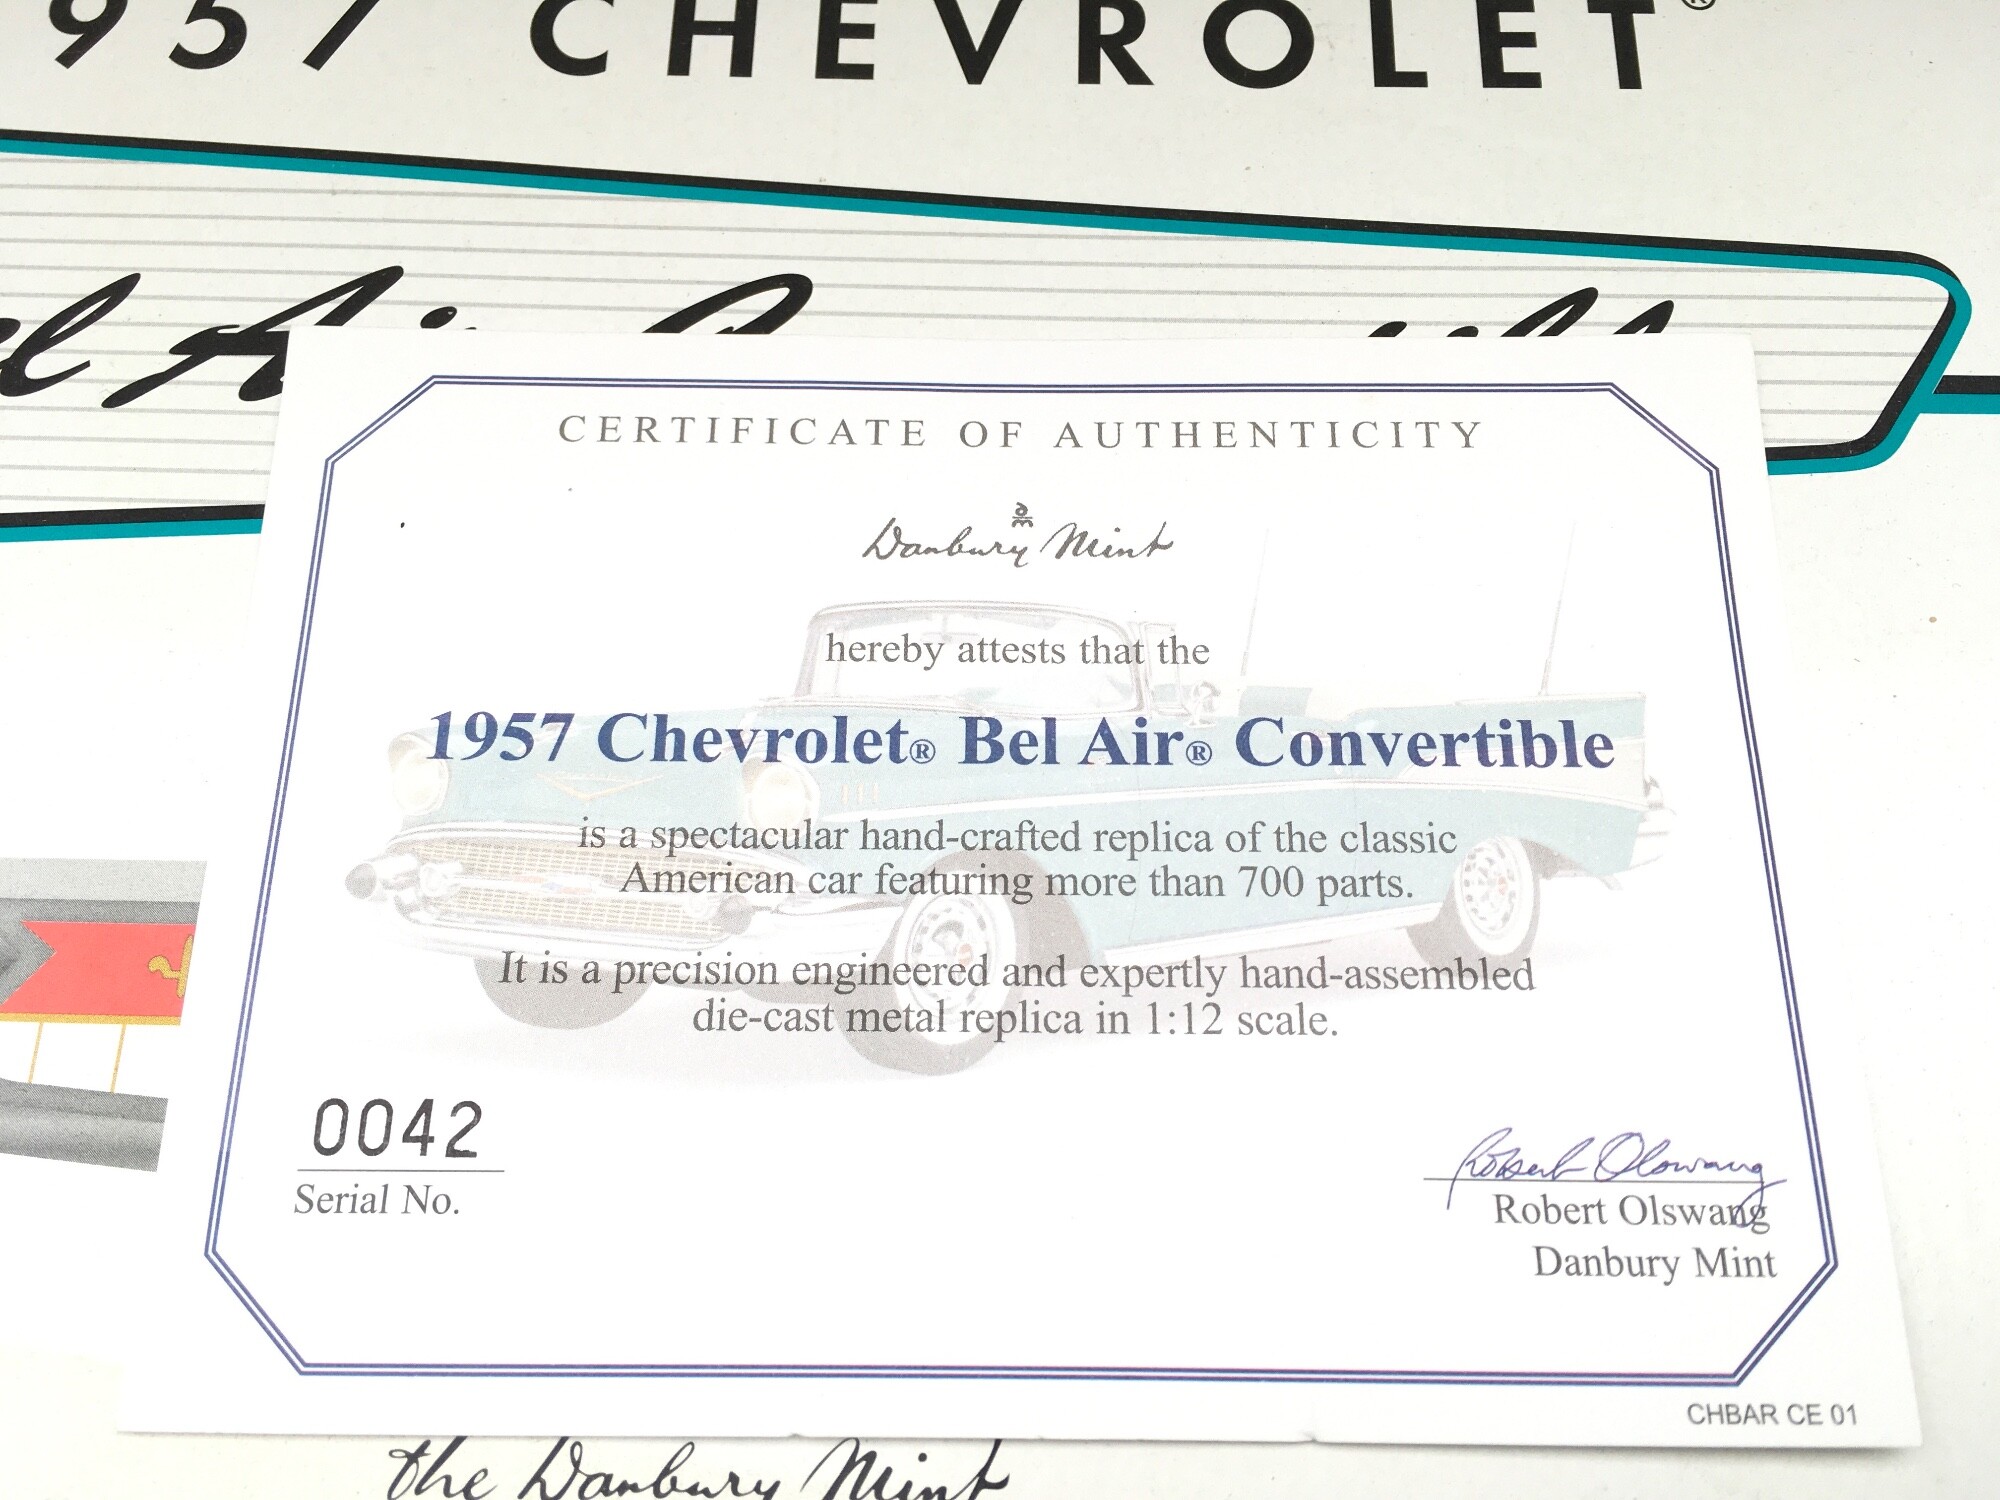 957 CHEVROLET®
CERTIFICATE OF AUTHENTICITY
Danbury Mint
hereby attests that the
1957 Chevrolet® Bel Air® Convertible
is a spectacular hand-crafted replica of the classic
American car featuring more than 700 parts.
It is a precision engineered and expertly hand-assembled
die-cast metal replica in 1:12 scale.
0042
Serial No.
Robert Olswang
Robert Olswang
Danbury Mint
CHBAR CE 01
the Danbury Mint